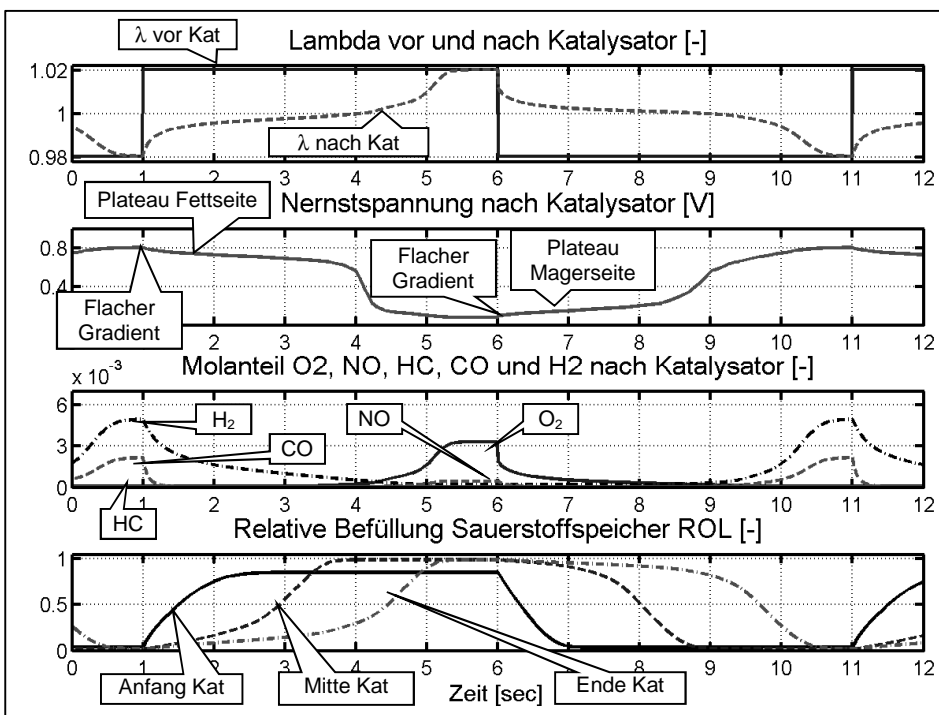 λ vor Kat
Lambda vor und nach Katalysator [-]
1.02
1
0.98
λ nach Kat
0 1 2 3 4 5 6 7 8 9 10 11 12
Plateau Fettseite
Nernstspannung nach Katalysator [V]
0.8
0.4
Flacher
Gradient
Flacher
Gradient
Plateau
Magerseite
0 1 2 3 4 5 6 7 8 9 10 11 12
x 10⁻³
Molanteil O2, NO, HC, CO und H2 nach Katalysator [-]
6
3
0
H₂
CO
HC
NO
O₂
0 1 2 3 4 5 6 7 8 9 10 11 12
Relative Befüllung Sauerstoffspeicher ROL [-]
1
0.5
0
0 1 2 3 4 5 6 7 8 9 10 11 12
Anfang Kat
Mitte Kat
Zeit [sec]
Ende Kat